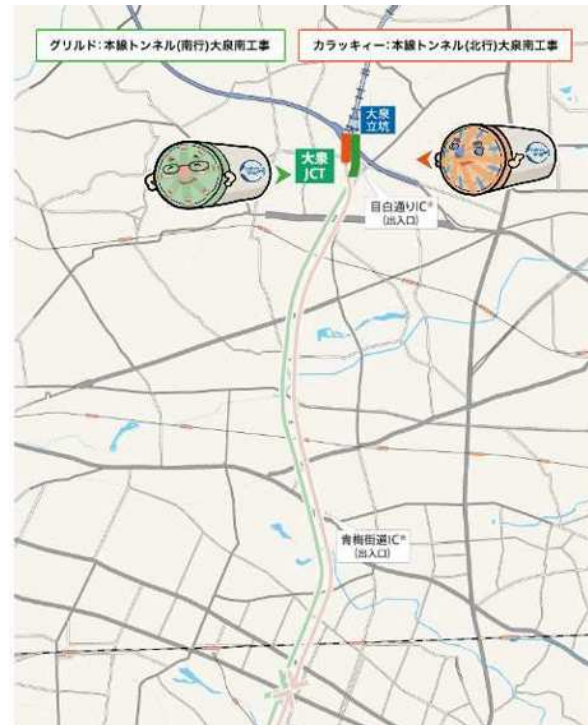 グリルド：本線トンネル(南行)大泉南工事
カラッキィー：本線トンネル(北行)大泉南工事
大泉
立坑
大泉
JCT
目白通りIC*
(出入口)
青梅街道IC*
(出入口)